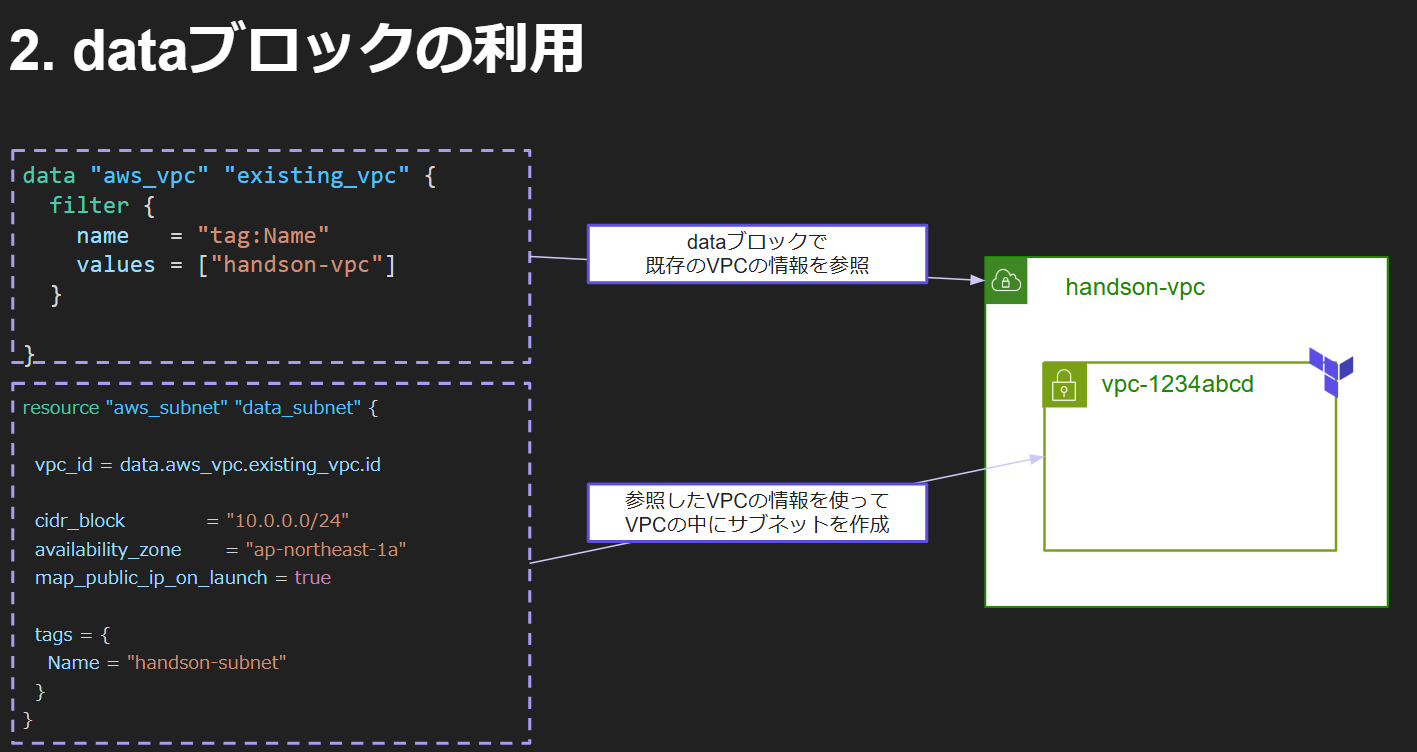 2. dataブロックの利用
data "aws_vpc" "existing_vpc" {
  filter {
    name   = "tag:Name"
    values = ["handson-vpc"]
  }
}
resource "aws_subnet" "data_subnet" {
  vpc_id = data.aws_vpc.existing_vpc.id
  cidr_block              = "10.0.0.0/24"
  availability_zone       = "ap-northeast-1a"
  map_public_ip_on_launch = true
  tags = {
    Name = "handson-subnet"
  }
}
dataブロックで
既存のVPCの情報を参照
参照したVPCの情報を使って
VPCの中にサブネットを作成
handson-vpc
vpc-1234abcd